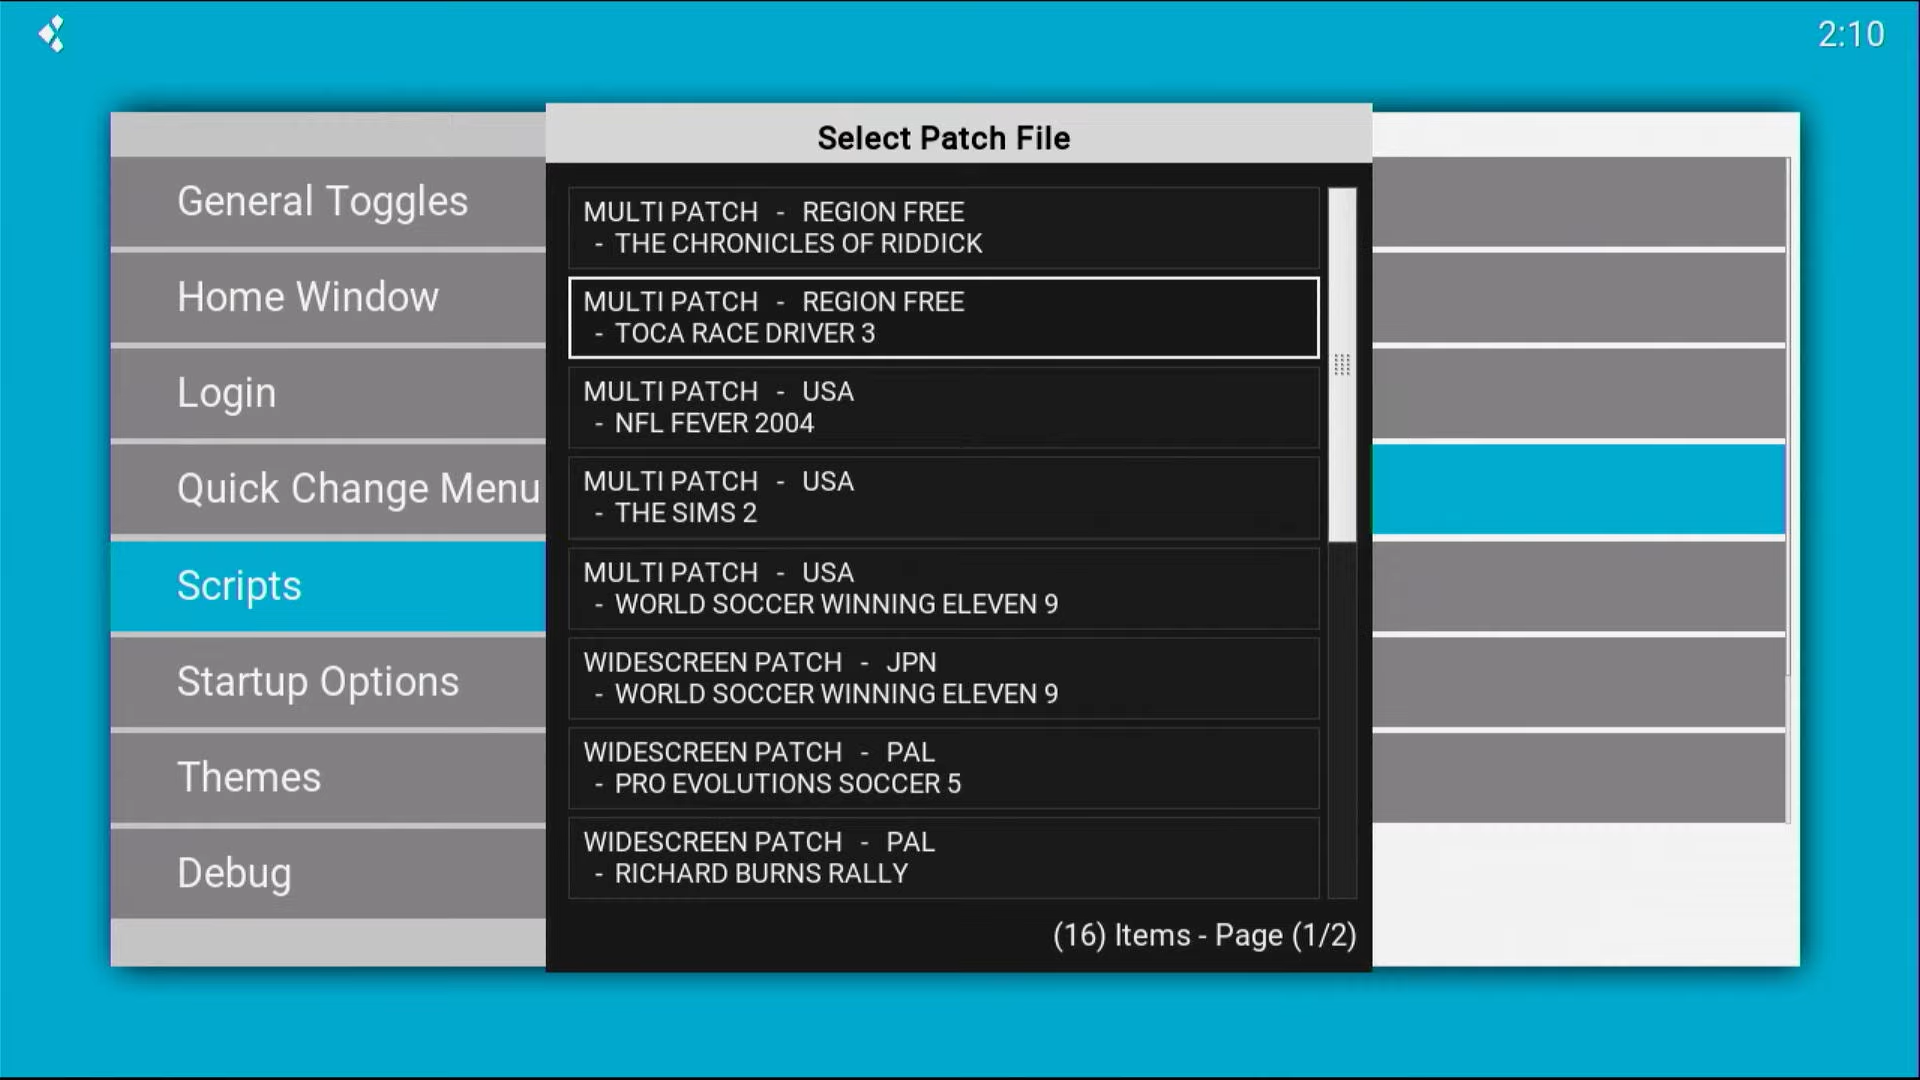 2:10
General Toggles
Home Window
Login
Quick Change Menu
Scripts
Startup Options
Themes
Debug
Select Patch File
MULTI PATCH - REGION FREE
- THE CHRONICLES OF RIDDICK
MULTI PATCH - REGION FREE
- TOCA RACE DRIVER 3
MULTI PATCH - USA
- NFL FEVER 2004
MULTI PATCH - USA
- THE SIMS 2
MULTI PATCH - USA
- WORLD SOCCER WINNING ELEVEN 9
WIDESCREEN PATCH - JPN
- WORLD SOCCER WINNING ELEVEN 9
WIDESCREEN PATCH - PAL
- PRO EVOLUTIONS SOCCER 5
WIDESCREEN PATCH - PAL
- RICHARD BURNS RALLY
(16) Items - Page (1/2)